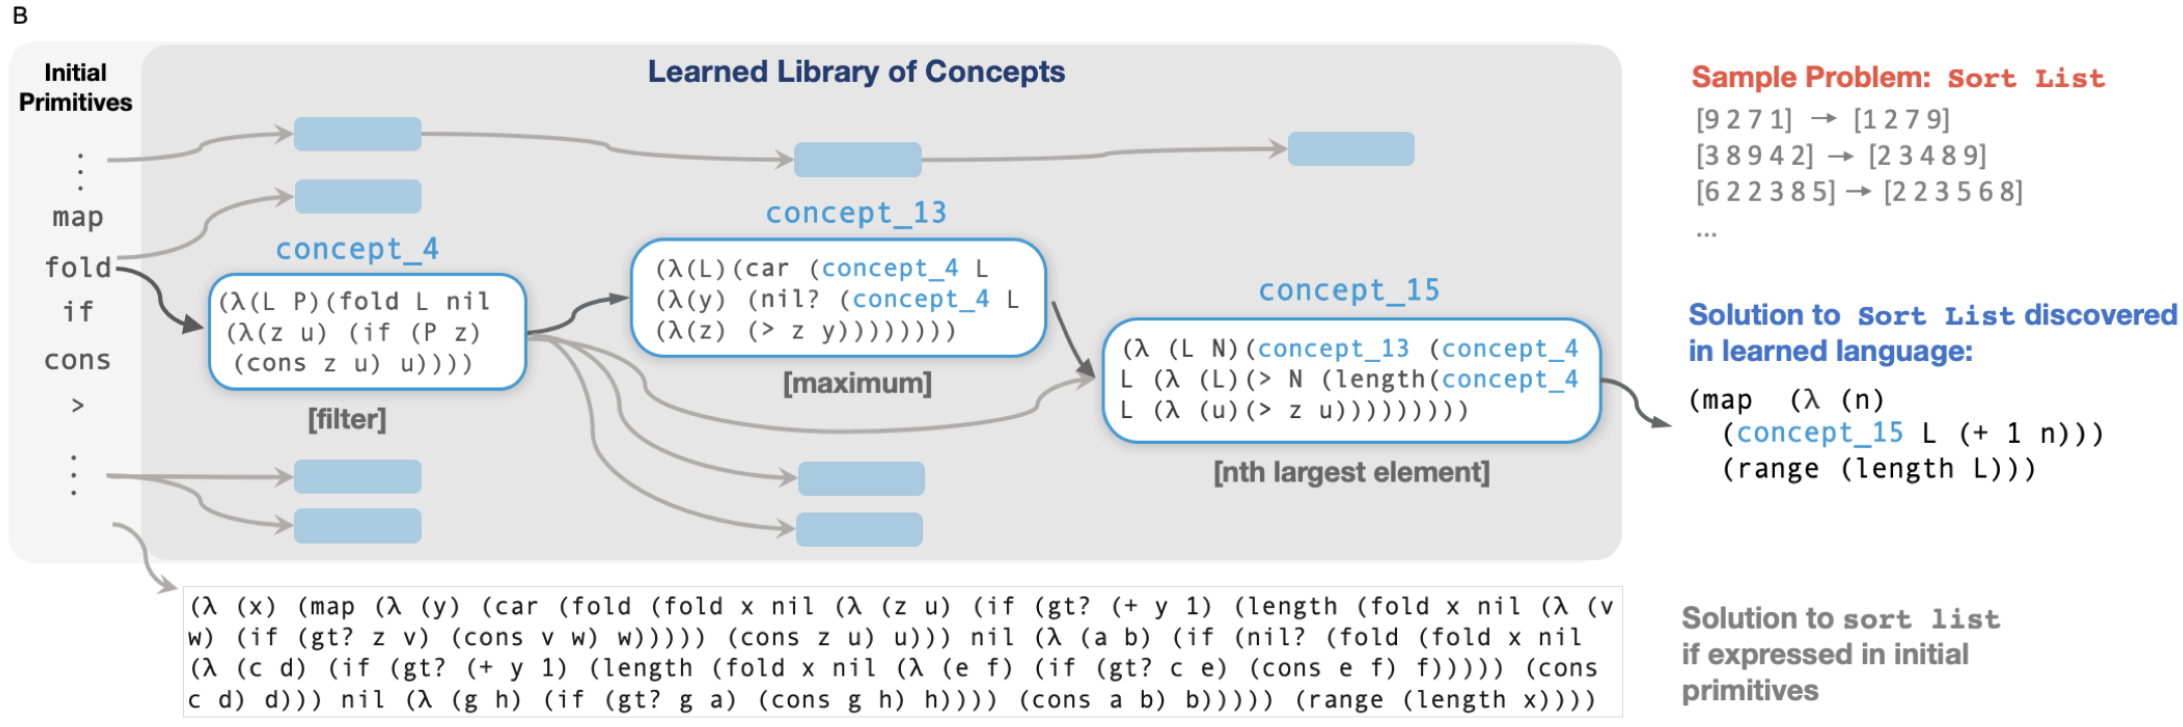 B
Initial
Primitives
Learned Library of Concepts
⋮
map
fold
if
cons
>
⋮
concept_4
(λ(L P)(fold L nil
(λ(z u) (if (P z)
(cons z u) u))))
[filter]
concept_13
(λ(L)(car (concept_4 L
(λ(y) (nil? (concept_4 L
(λ(z) (> z y))))))))
[maximum]
concept_15
(λ (L N)(concept_13 (concept_4
L (λ (L)(> N (length(concept_4
L (λ (u)(> z u)))))))))
[nth largest element]
Sample Problem: Sort List
[9 2 7 1] → [1 2 7 9]
[3 8 9 4 2] → [2 3 4 8 9]
[6 2 2 3 8 5] → [2 2 3 5 6 8]
...
Solution to Sort List discovered
in learned language:
(map (λ (n)
(concept_15 L (+ 1 n)))
(range (length L)))
(λ (x) (map (λ (y) (car (fold (fold x nil (λ (z u) (if (gt? (+ y 1) (length (fold x nil (λ (v
w) (if (gt? z v) (cons v w) w))))) (cons z u) u))) nil (λ (a b) (if (nil? (fold (fold x nil
(λ (c d) (if (gt? (+ y 1) (length (fold x nil (λ (e f) (if (gt? c e) (cons e f) f))))) (cons
c d) d))) nil (λ (g h) (if (gt? g a) (cons g h) h)))) (cons a b) b))))) (range (length x))))
Solution to sort list
if expressed in initial
primitives